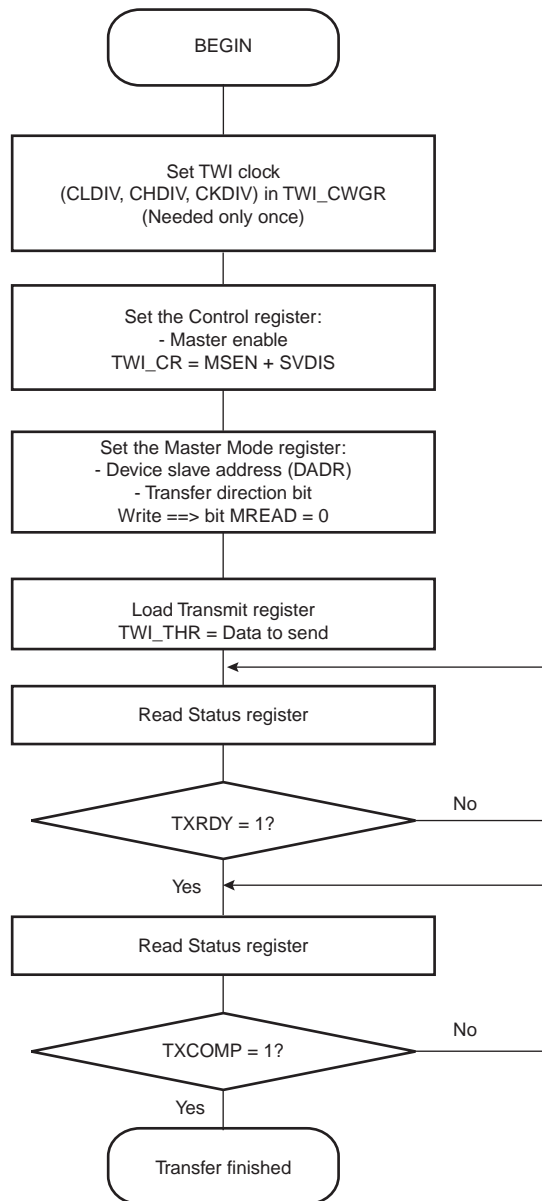 BEGIN
Set TWI clock
(CLDIV, CHDIV, CKDIV) in TWI_CWGR
(Needed only once)
Set the Control register:
- Master enable
TWI_CR = MSEN + SVDIS
Set the Master Mode register:
- Device slave address (DADR)
- Transfer direction bit
Write ==> bit MREAD = 0
Load Transmit register
TWI_THR = Data to send
Read Status register
TXRDY = 1?
No
Yes
Read Status register
TXCOMP = 1?
No
Yes
Transfer finished